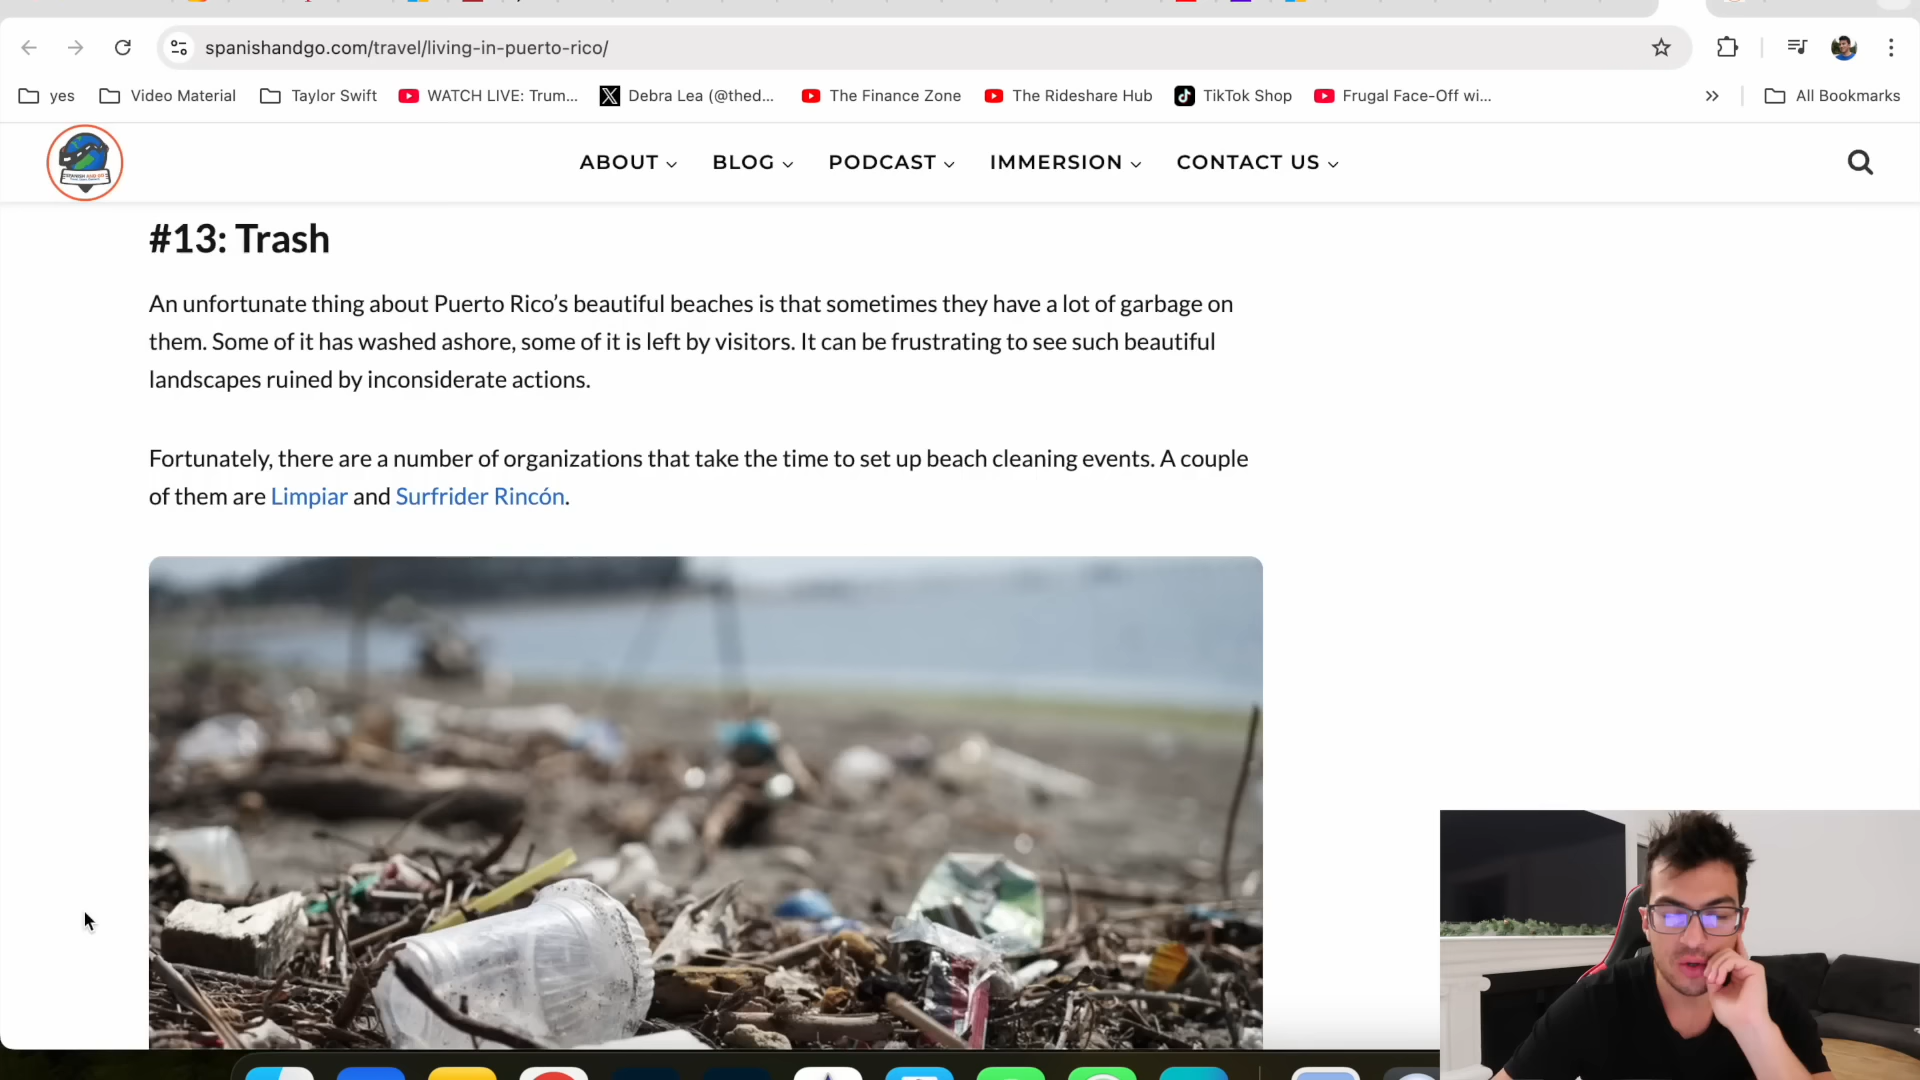 spanishandgo.com/travel/living-in-puerto-rico/
yes
Video Material
Taylor Swift
WATCH LIVE: Trum...
Debra Lea (@thed...
The Finance Zone
The Rideshare Hub
TikTok Shop
Frugal Face-Off wi...
All Bookmarks
ABOUT
BLOG
PODCAST
IMMERSION
CONTACT US
#13: Trash
An unfortunate thing about Puerto Rico’s beautiful beaches is that sometimes they have a lot of garbage on
them. Some of it has washed ashore, some of it is left by visitors. It can be frustrating to see such beautiful
landscapes ruined by inconsiderate actions.
Fortunately, there are a number of organizations that take the time to set up beach cleaning events. A couple
of them are Limpiar and Surfrider Rincón.